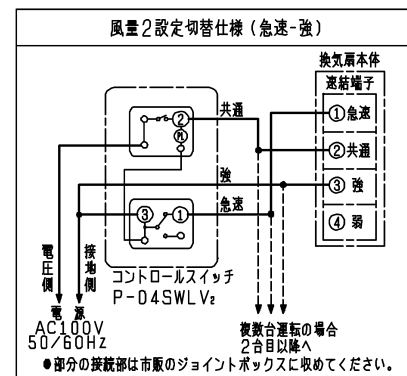 風量2設定切替仕様（急速-強）
換気扇本体
速結端子
①急速
②共通
③ 強
④ 弱
共通
強
急速
②
PL
③
①
電圧側
接地側
コントロールスイッチ
P-04SWLV2
電 源
AC100V
50/60Hz
複数台運転の場合
2台目以降へ
●部分の接続部は市販のジョイントボックスに収めてください。